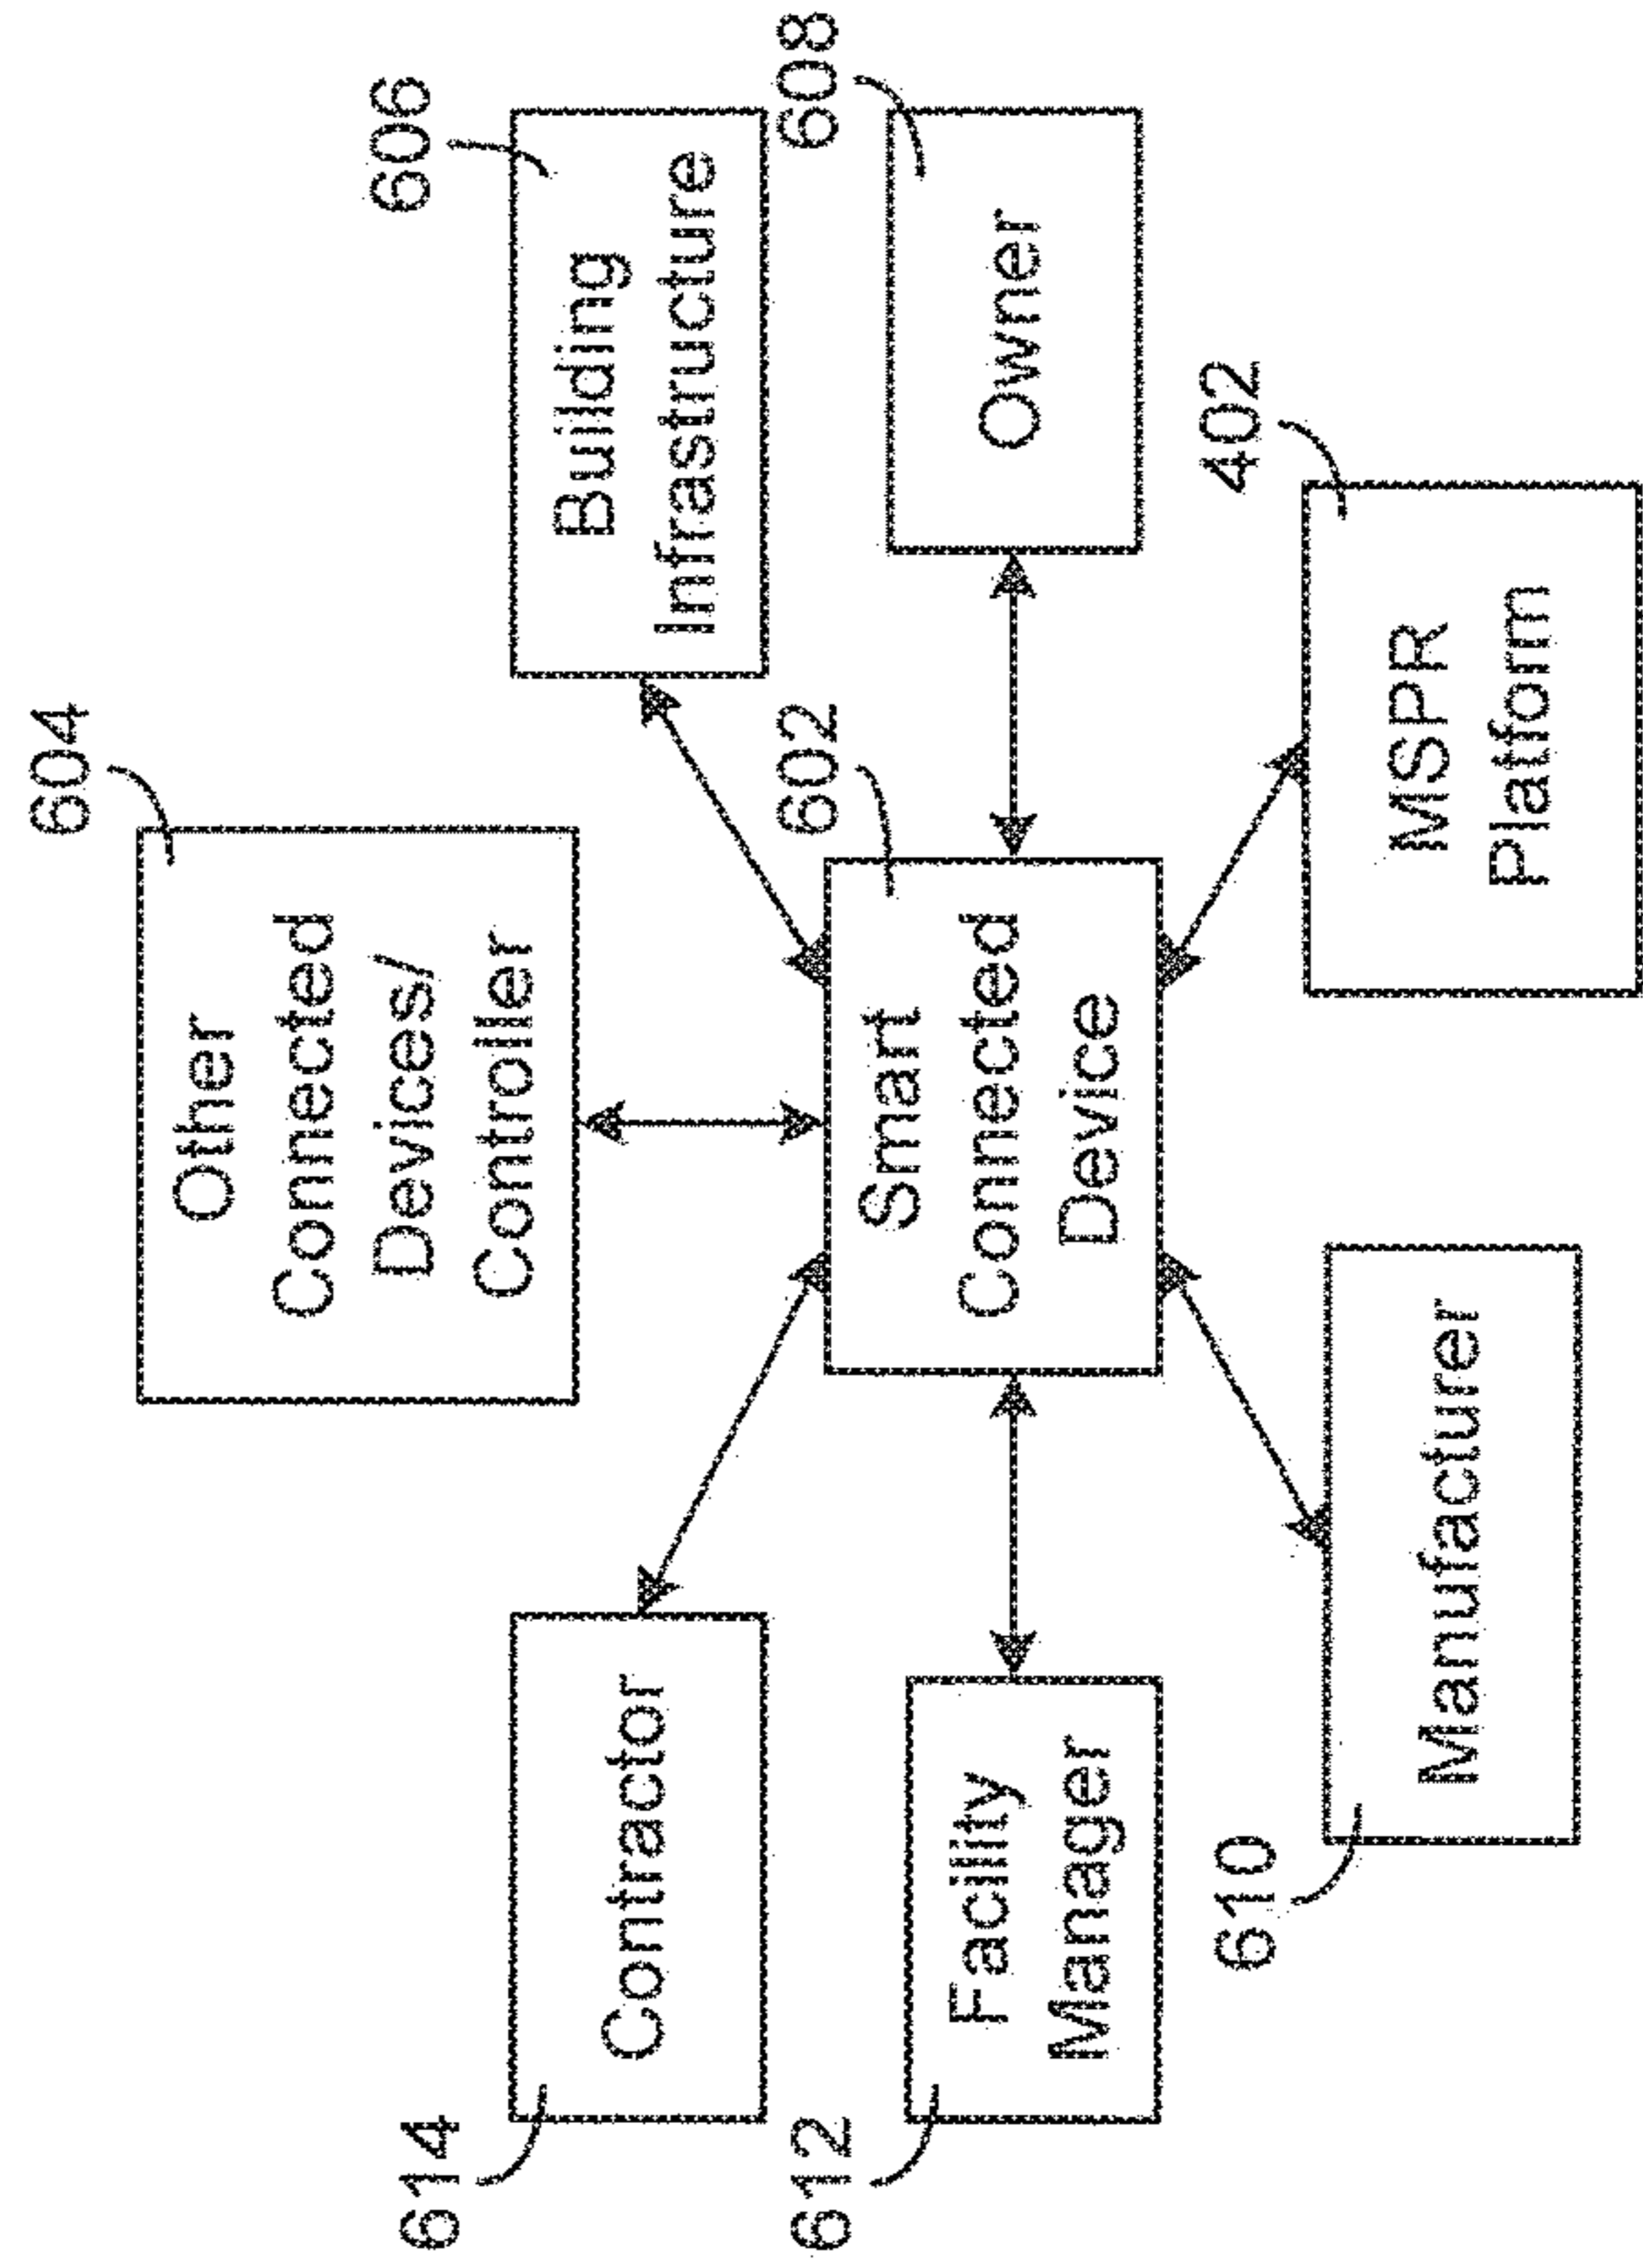 604
Other
Connected
Devices/
Controller
606
Building
Infrastructure
614
Contractor
602
Smart
Connected
Device
608
Owner
612
Facility
Manager
610
Manufacturer
402
MSPR
Platform